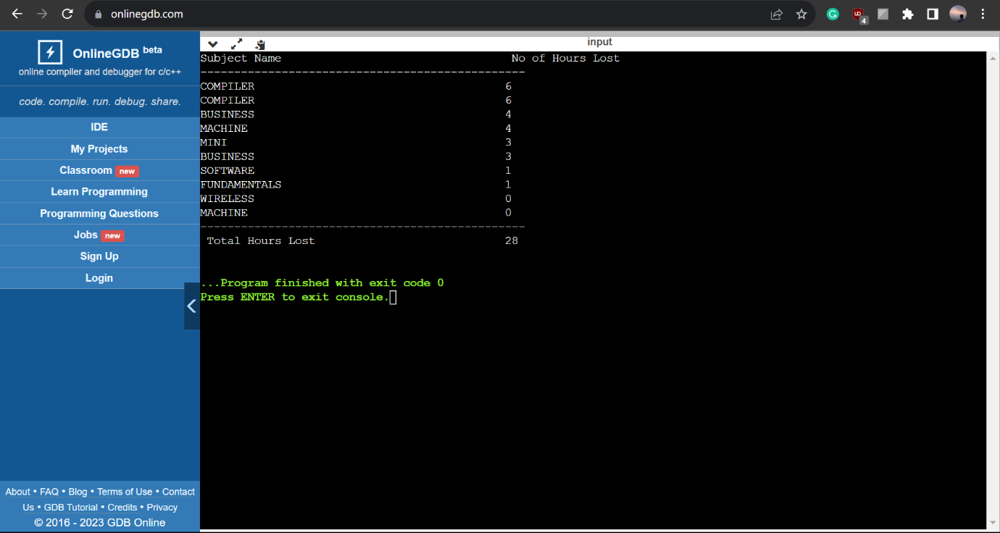 onlinegdb.com
4
OnlineGDB beta
online compiler and debugger for c/c++
code. compile. run. debug. share.
IDE
My Projects
Classroom new
Learn Programming
Programming Questions
Jobs new
Sign Up
Login
About • FAQ • Blog • Terms of Use • Contact
Us • GDB Tutorial • Credits • Privacy
© 2016 - 2023 GDB Online
input
Subject Name No of Hours Lost
------------------------------------------------
COMPILER 6
COMPILER 6
BUSINESS 4
MACHINE 4
MINI 3
BUSINESS 3
SOFTWARE 1
FUNDAMENTALS 1
WIRELESS 0
MACHINE 0
------------------------------------------------
Total Hours Lost 28
...Program finished with exit code 0
Press ENTER to exit console.